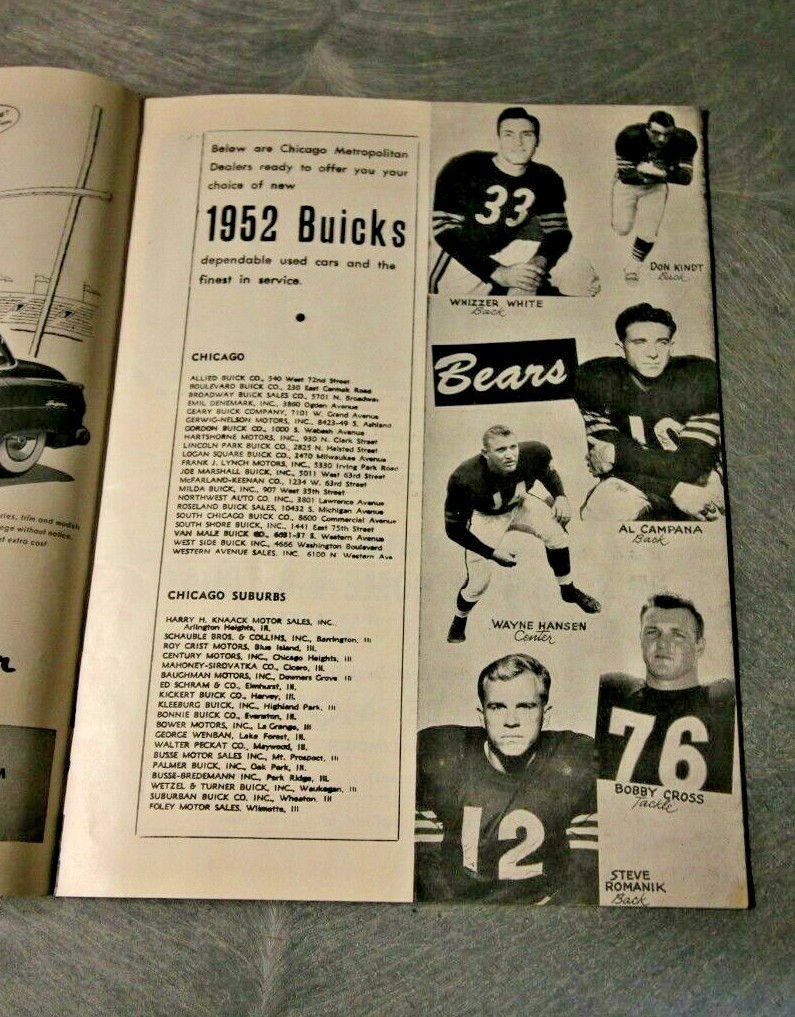 ries, trim and models
nge without notice.
at extra cost
Below are Chicago Metropolitan
Dealers ready to offer you your
choice of new
1952 Buicks
dependable used cars and the
finest in service.
CHICAGO
ALLIED BUICK CO., 540 West 72nd Street
BOULEVARD BUICK CO., 230 East Cermak Road
BROADWAY BUICK SALES CO., 5701 N. Broadway
EMIL DENEMARK, INC., 3860 Ogden Avenue
GEARY BUICK COMPANY, 7101 W. Grand Avenue
GERWIG-NELSON MOTORS, INC., 8423-49 S. Ashland
GORDON BUICK CO., 1000 S. Wabash Avenue
HARTSHORNE MOTORS, INC., 930 N. Clark Street
LINCOLN PARK BUICK CO., 2825 N. Halsted Street
LOGAN SQUARE BUICK CO., 2470 Milwaukee Avenue
FRANK J. LYNCH MOTORS, INC., 5330 Irving Park Road
JOE MARSHALL BUICK, INC., 5011 West 63rd Street
McFARLAND-KEENAN CO., 1234 W. 63rd Street
MILDA BUICK, INC., 907 West 35th Street
NORTHWEST AUTO CO., INC., 3801 Lawrence Avenue
ROSELAND BUICK SALES, 10432 S. Michigan Avenue
SOUTH CHICAGO BUICK CO., 8600 Commercial Avenue
SOUTH SHORE BUICK, INC., 1441 East 75th Street
VAN MALE BUICK CO., 6681-87 S. Western Avenue
WEST SIDE BUICK INC., 4666 Washington Boulevard
WESTERN AVENUE SALES, INC. 6100 N. Western Ave
CHICAGO SUBURBS
HARRY H. KNAACK MOTOR SALES, INC.
Arlington Heights, Ill.
SCHAUBLE BROS. & COLLINS, INC., Barrington, Ill
ROY CRIST MOTORS, Blue Island, Ill.
CENTURY MOTORS, INC., Chicago Heights, Ill
MAHONEY-SIROVATKA CO., Cicero, Ill.
BAUGHMAN MOTORS, INC., Downers Grove Ill
ED SCHRAM & CO., Elmhurst, Ill.
KICKERT BUICK CO., Harvey, Ill.
KLEEBURG BUICK, INC., Highland Park, Ill
BONNIE BUICK CO., Evanston, Ill.
BOWER MOTORS, INC., La Grange, Ill
GEORGE WENBAN, Lake Forest, Ill.
WALTER PECKAT CO., Maywood, Ill.
BUSSE MOTOR SALES INC., Mt. Prospect, Ill
PALMER BUICK, INC., Oak Park, Ill.
BUSSE-BREDEMANN INC., Park Ridge, Ill.
WETZEL & TURNER BUICK, INC., Waukegan, Ill
SUBURBAN BUICK CO. INC., Wheaton, Ill
FOLEY MOTOR SALES, Wilmette, Ill
33
WHIZZER WHITE
Back
DON KINDT
Back
Bears
AL CAMPANA
Back
WAYNE HANSEN
Center
76
BOBBY CROSS
Tackle
12
STEVE
ROMANIK
Back